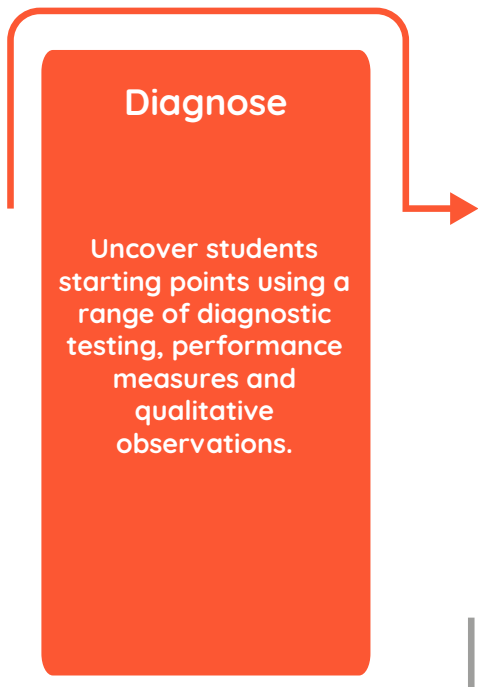 Diagnose
Uncover students
starting points using a
range of diagnostic
testing, performance
measures and
qualitative
observations.